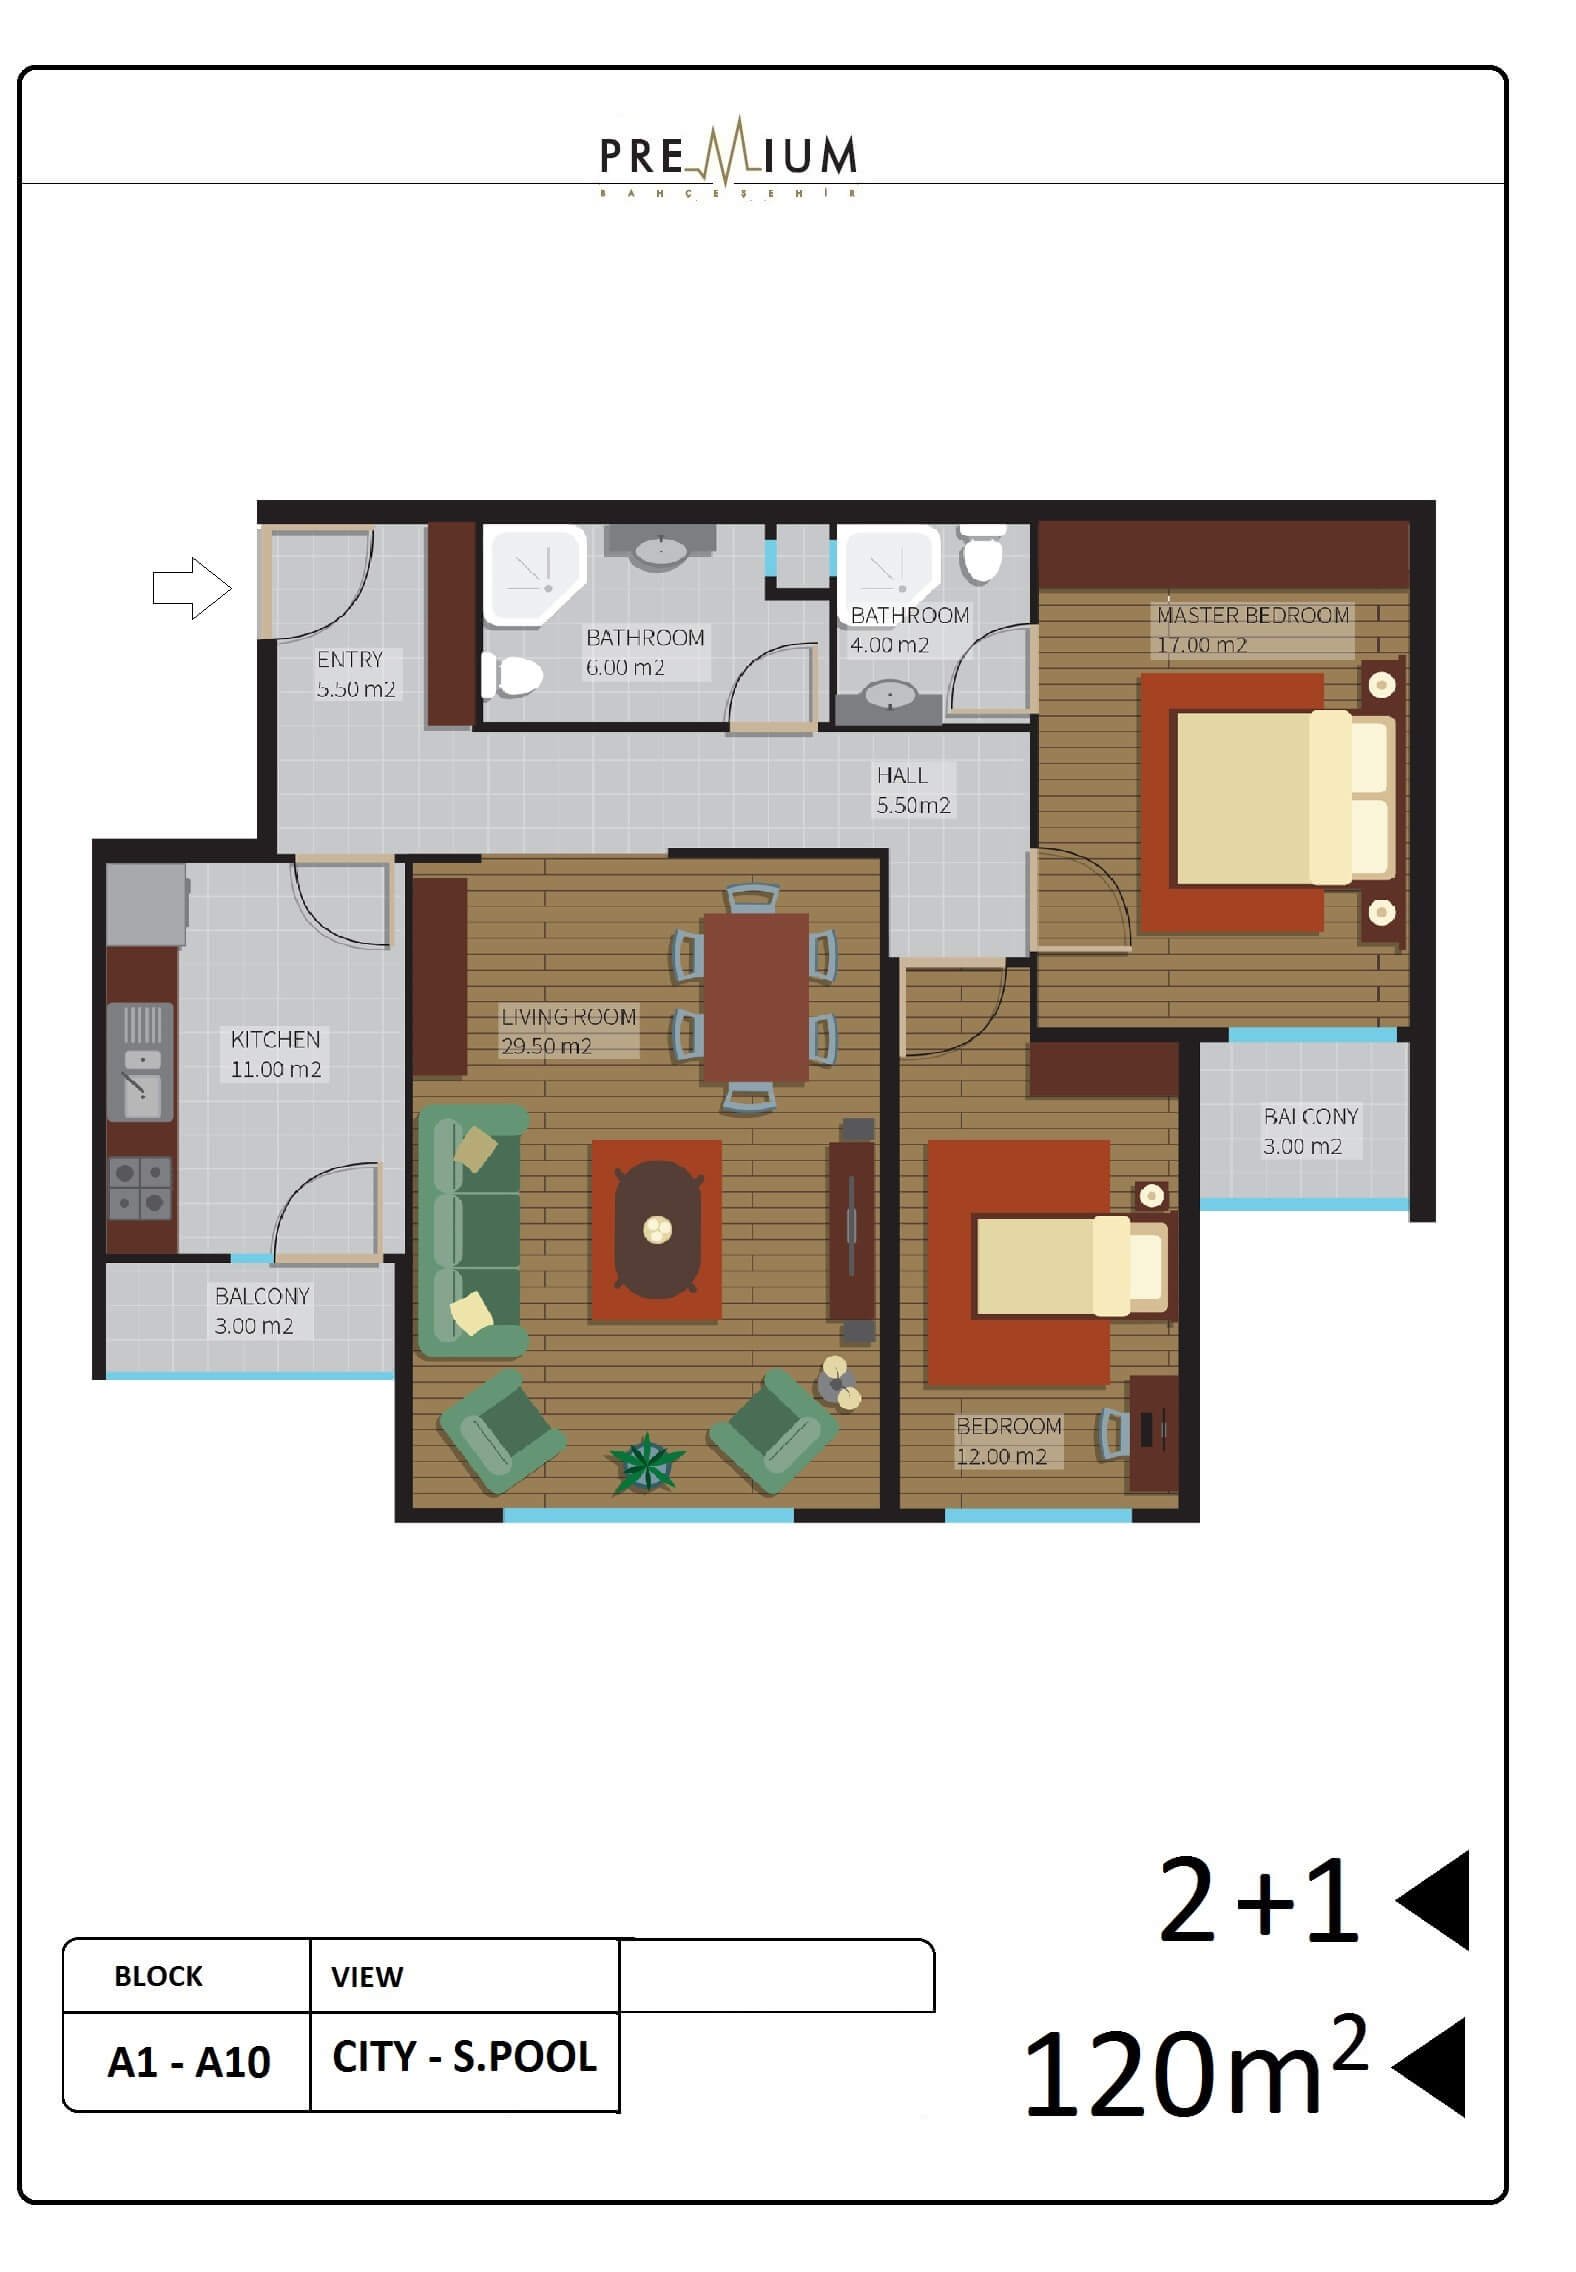 PREMIUM
BAHÇEŞEHİR
BATHROOM
4.00 m2
MASTER BEDROOM
17.00 m2
BATHROOM
6.00 m2
ENTRY
5.50 m2
HALL
5.50m2
LIVING ROOM
29.50 m2
KITCHEN
11.00 m2
BALCONY
3.00 m2
BALCONY
3.00 m2
BEDROOM
12.00 m2
2+1
120m²
BLOCK VIEW
A1 - A10 CITY - S.POOL